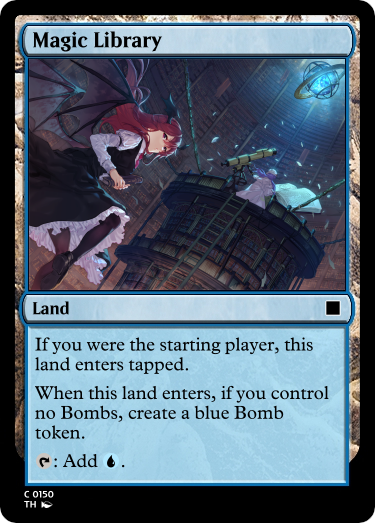 Magic Library
Land
If you were the starting player, this
land enters tapped.
When this land enters, if you control
no Bombs, create a blue Bomb
token.
: Add .
C 0150
TH